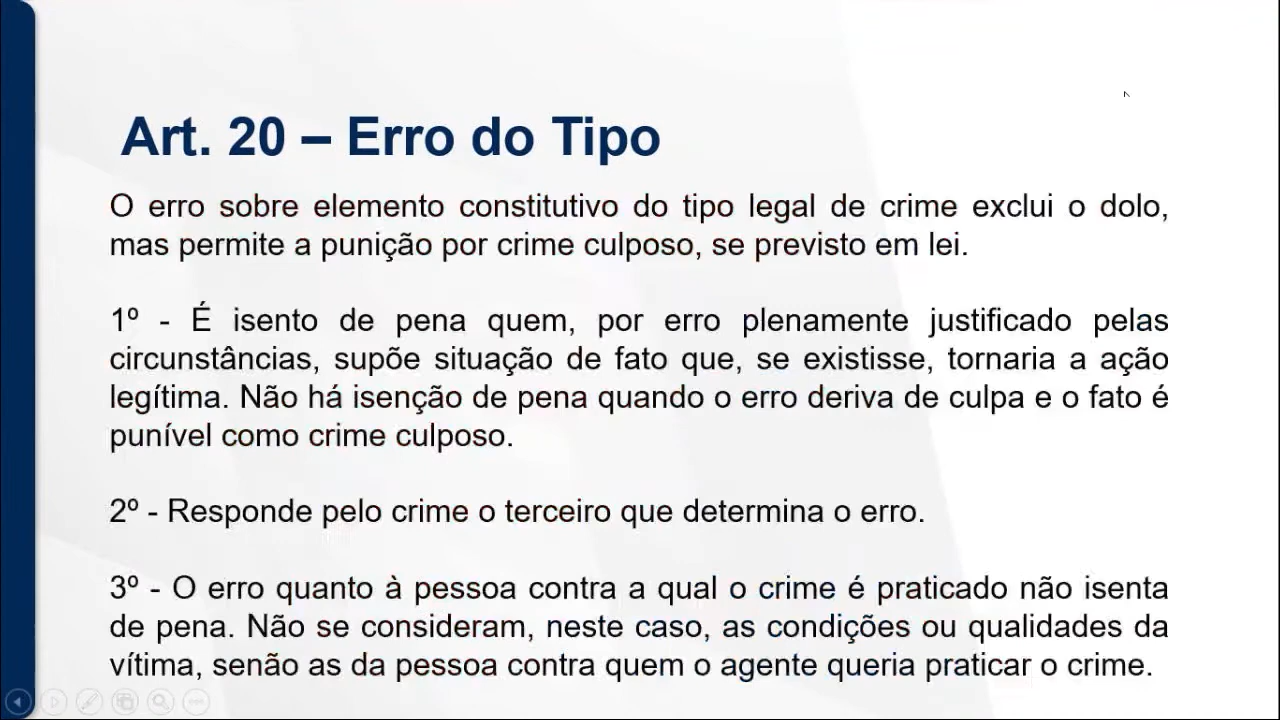 Art. 20 – Erro do Tipo
O erro sobre elemento constitutivo do tipo legal de crime exclui o dolo,
mas permite a punição por crime culposo, se previsto em lei.
1º - É isento de pena quem, por erro plenamente justificado pelas
circunstâncias, supõe situação de fato que, se existisse, tornaria a ação
legítima. Não há isenção de pena quando o erro deriva de culpa e o fato é
punível como crime culposo.
2º - Responde pelo crime o terceiro que determina o erro.
3º - O erro quanto à pessoa contra a qual o crime é praticado não isenta
de pena. Não se consideram, neste caso, as condições ou qualidades da
vítima, senão as da pessoa contra quem o agente queria praticar o crime.